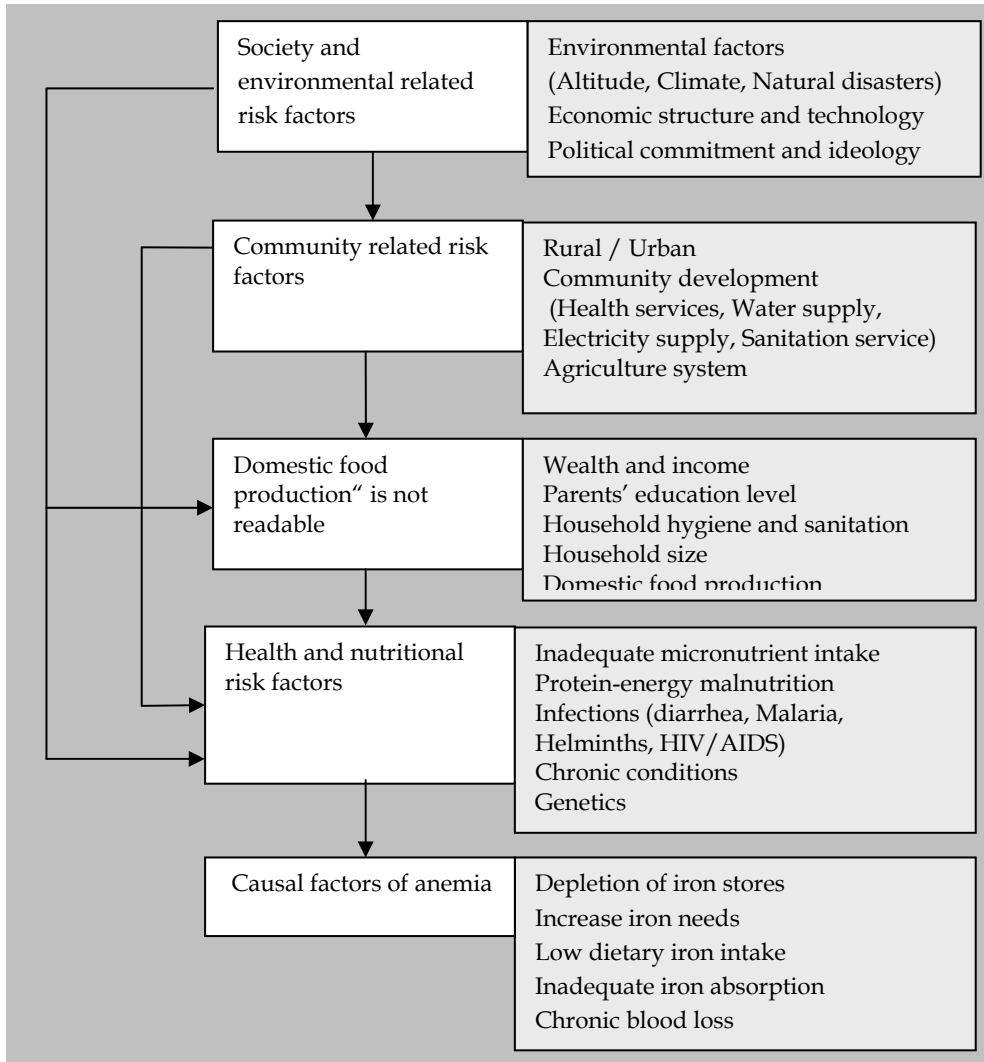 Society and
environmental related
risk factors
Environmental factors
(Altitude, Climate, Natural disasters)
Economic structure and technology
Political commitment and ideology
Community related risk
factors
Rural / Urban
Community development
(Health services, Water supply,
Electricity supply, Sanitation service)
Agriculture system
Domestic food
production“ is not
readable
Wealth and income
Parents’ education level
Household hygiene and sanitation
Household size
Domestic food production
Health and nutritional
risk factors
Inadequate micronutrient intake
Protein-energy malnutrition
Infections (diarrhea, Malaria,
Helminths, HIV/AIDS)
Chronic conditions
Genetics
Causal factors of anemia
Depletion of iron stores
Increase iron needs
Low dietary iron intake
Inadequate iron absorption
Chronic blood loss